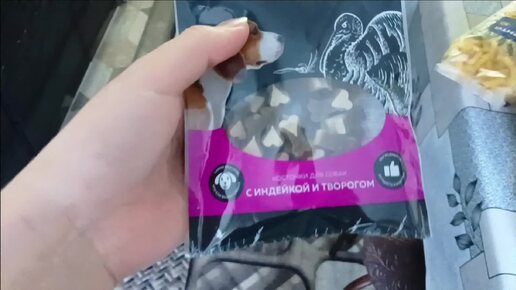 КОСТОЧКИ ДЛЯ СОБАК
С ИНДЕЙКОЙ И ТВОРОГОМ